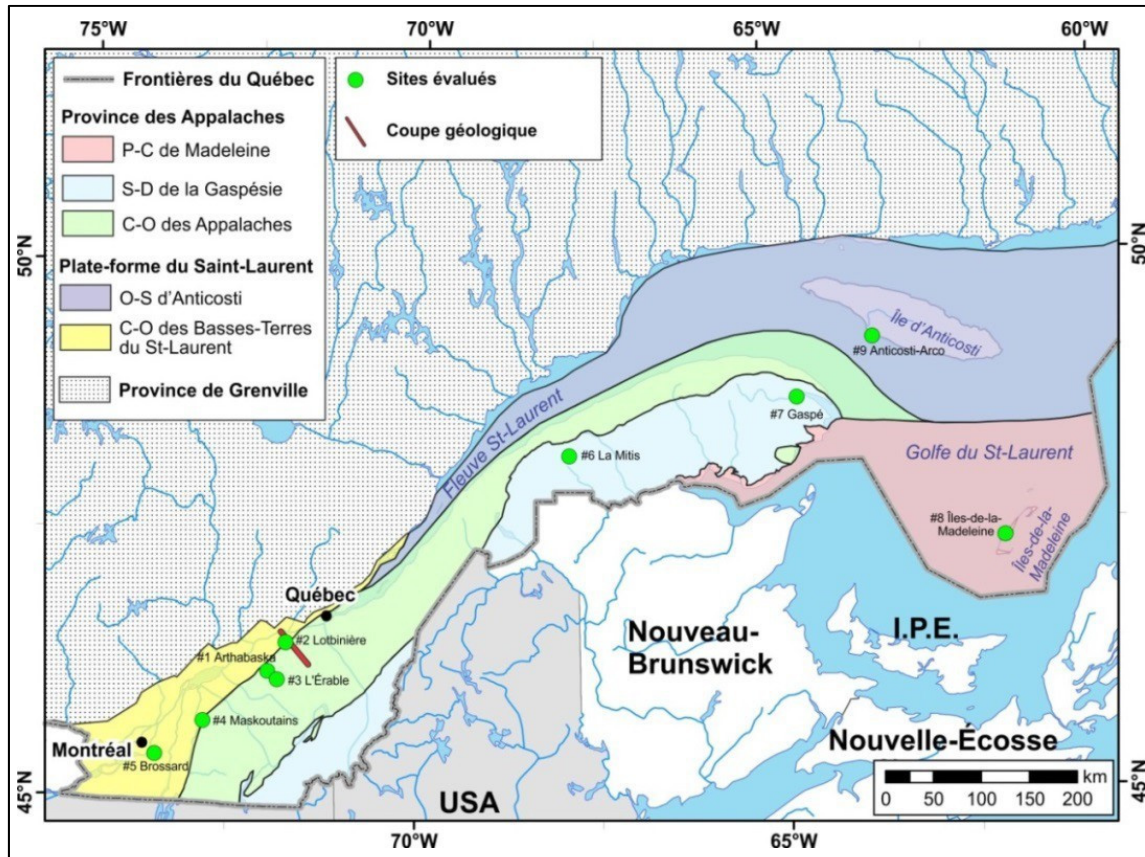 75°W
70°W
65°W
60°W
Frontières du Québec
Province des Appalaches
P-C de Madeleine
S-D de la Gaspésie
C-O des Appalaches
Plate-forme du Saint-Laurent
O-S d'Anticosti
C-O des Basses-Terres
du St-Laurent
Province de Grenville
Sites évalués
Coupe géologique
50°N
50°N
Île d'Anticosti
#9 Anticosti-Arco
#7 Gaspé
Fleuve St-Laurent
#6 La Mitis
Golfe du St-Laurent
#8 Îles-de-la-
Madeleine
Îles-de-la-
Madeleine
Québec
#2 Lotbinière
#1 Arthabaska
#3 L'Érable
#4 Maskoutains
Montréal
#5 Brossard
Nouveau-
Brunswick
I.P.E.
Nouvelle-Écosse
USA
km
0 50 100 150 200
45°N
45°N
70°W
65°W